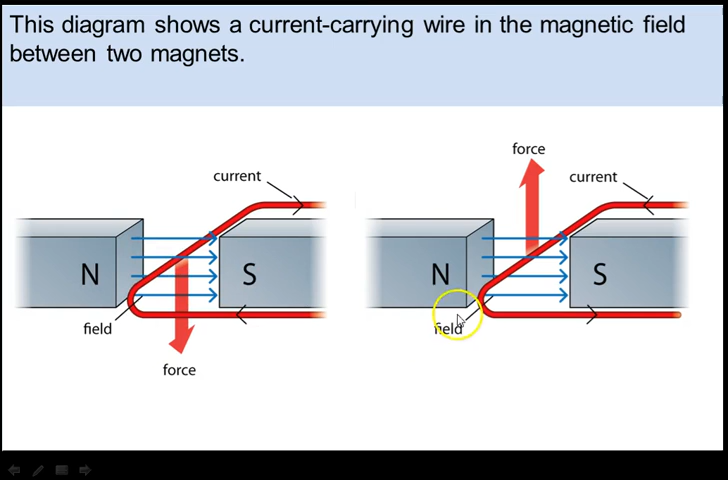 This diagram shows a current-carrying wire in the magnetic field
between two magnets.
current
N
S
field
force
force
current
N
S
field